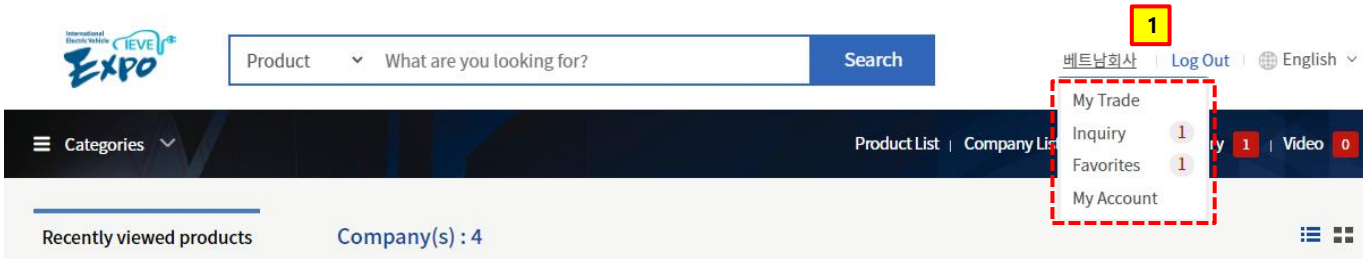 1
International
Electric Vehicle
IEVE
EXPO
Product What are you looking for? Search
베트남회사 Log Out English
My Trade
Inquiry 1
Favorites 1
My Account
Categories
Product List Company Lis ry 1 Video 0
Recently viewed products Company(s) : 4